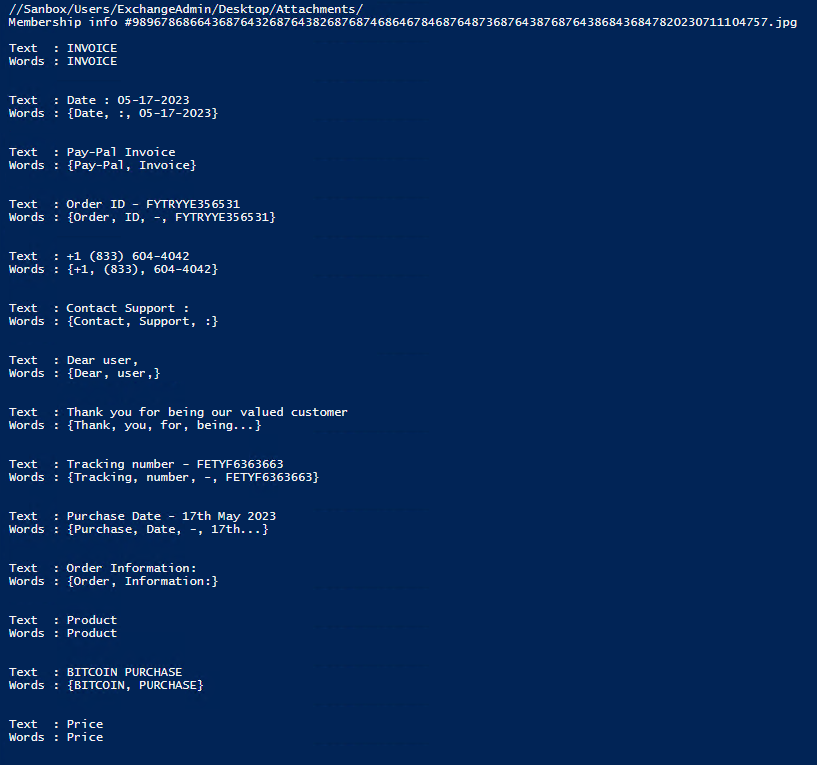 //Sanbox/Users/ExchangeAdmin/Desktop/Attachments/
Membership info #9896786866436876432687643826876874686467846876487368764387687643868436847820230711104757.jpg
Text : INVOICE
Words : INVOICE
Text : Date : 05-17-2023
Words : {Date, :, 05-17-2023}
Text : Pay-Pal Invoice
Words : {Pay-Pal, Invoice}
Text : Order ID - FYTRYYE356531
Words : {Order, ID, -, FYTRYYE356531}
Text : +1 (833) 604-4042
Words : {+1, (833), 604-4042}
Text : Contact Support :
Words : {Contact, Support, :}
Text : Dear user,
Words : {Dear, user,}
Text : Thank you for being our valued customer
Words : {Thank, you, for, being...}
Text : Tracking number - FETYF6363663
Words : {Tracking, number, -, FETYF6363663}
Text : Purchase Date - 17th May 2023
Words : {Purchase, Date, -, 17th...}
Text : Order Information:
Words : {Order, Information:}
Text : Product
Words : Product
Text : BITCOIN PURCHASE
Words : {BITCOIN, PURCHASE}
Text : Price
Words : Price